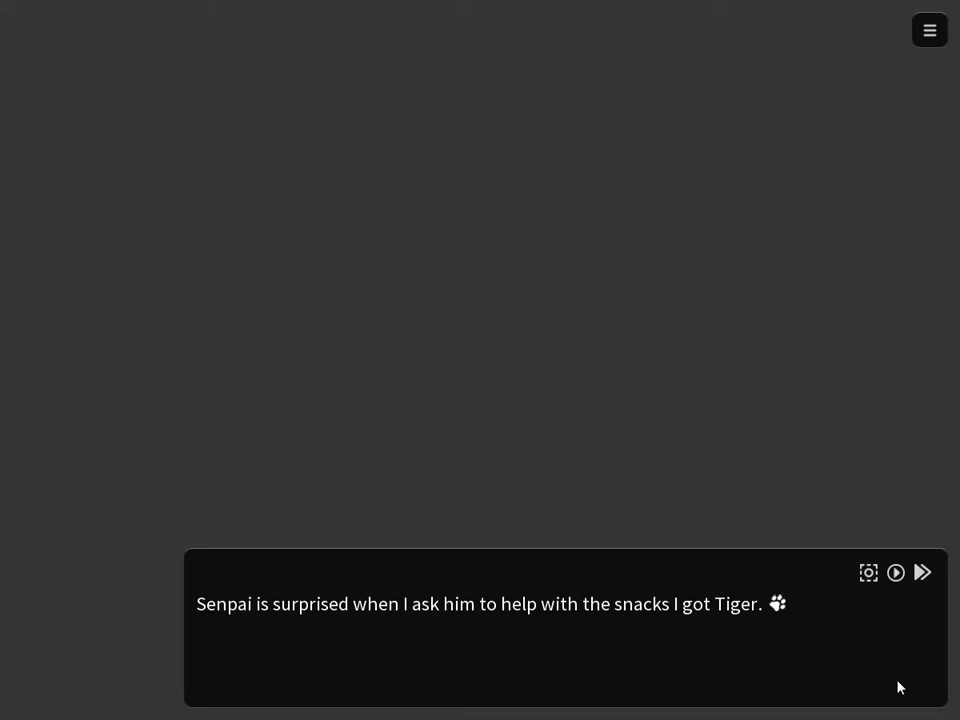 Senpai is surprised when I ask him to help with the snacks I got Tiger.